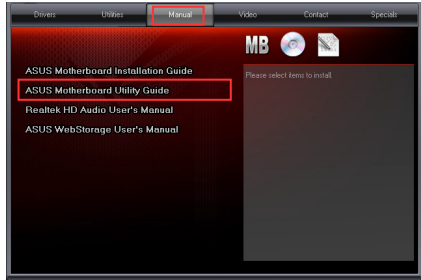 Drivers Utilities Manual Video Contact Specials
MB
Please select items to install.
ASUS Motherboard Installation Guide
ASUS Motherboard Utility Guide
Realtek HD Audio User's Manual
ASUS WebStorage User's Manual